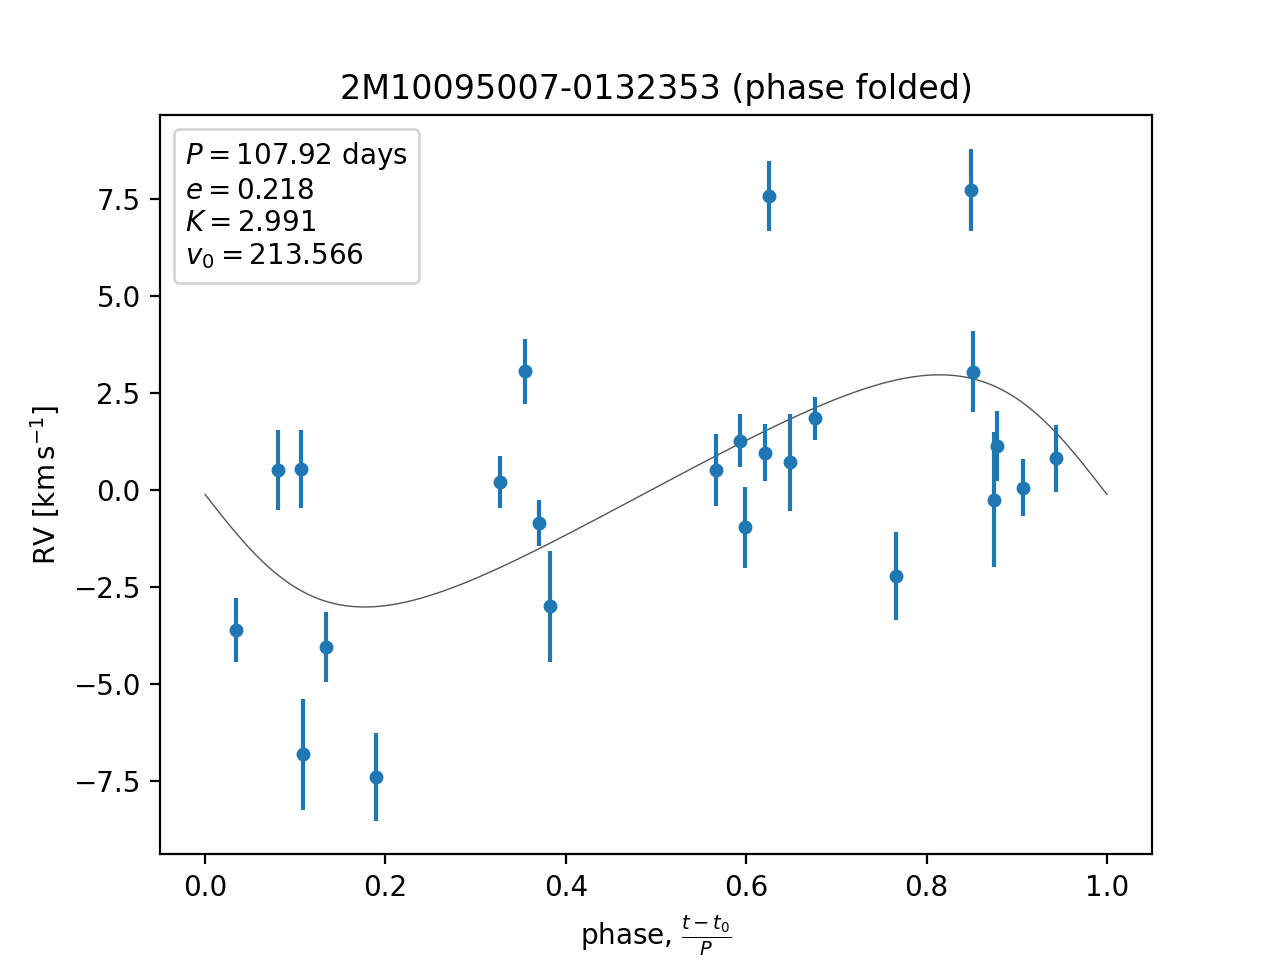 2M10095007-0132353 (phase folded)
P = 107.92 days
e = 0.218
K = 2.991
v₀ = 213.566
7.5
5.0
2.5
0.0
−2.5
−5.0
−7.5
RV [km s⁻¹]
0.0 0.2 0.4 0.6 0.8 1.0
phase, (t − t₀)/P